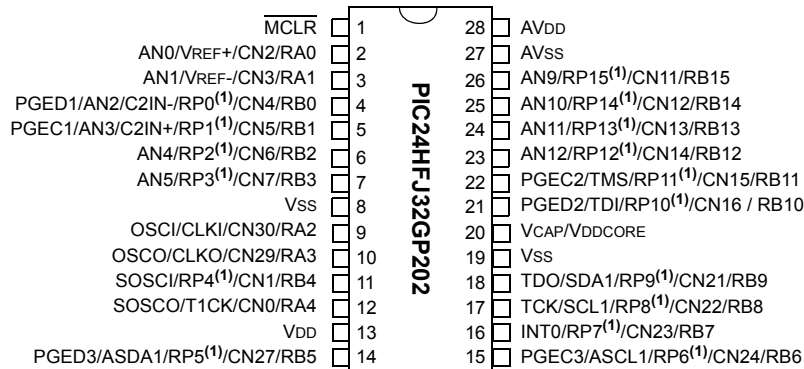 MCLR 1 28 AVDD
AN0/VREF+/CN2/RA0 2 27 AVSS
AN1/VREF-/CN3/RA1 3 26 AN9/RP15(1)/CN11/RB15
PGED1/AN2/C2IN-/RP0(1)/CN4/RB0 4 25 AN10/RP14(1)/CN12/RB14
PGEC1/AN3/C2IN+/RP1(1)/CN5/RB1 5 24 AN11/RP13(1)/CN13/RB13
AN4/RP2(1)/CN6/RB2 6 23 AN12/RP12(1)/CN14/RB12
AN5/RP3(1)/CN7/RB3 7 22 PGEC2/TMS/RP11(1)/CN15/RB11
VSS 8 21 PGED2/TDI/RP10(1)/CN16 / RB10
OSCI/CLKI/CN30/RA2 9 20 VCAP/VDDCORE
OSCO/CLKO/CN29/RA3 10 19 VSS
SOSCI/RP4(1)/CN1/RB4 11 18 TDO/SDA1/RP9(1)/CN21/RB9
SOSCO/T1CK/CN0/RA4 12 17 TCK/SCL1/RP8(1)/CN22/RB8
VDD 13 16 INT0/RP7(1)/CN23/RB7
PGED3/ASDA1/RP5(1)/CN27/RB5 14 15 PGEC3/ASCL1/RP6(1)/CN24/RB6
PIC24HFJ32GP202